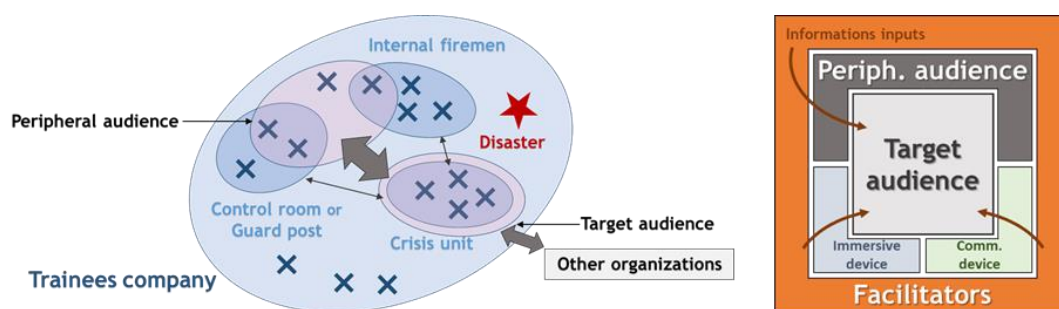 Internal firemen
Peripheral audience
Disaster
Control room or
Guard post
Crisis unit
Target audience
Other organizations
Trainees company
Informations inputs
Periph. audience
Target
audience
Immersive
device
Comm.
device
Facilitators